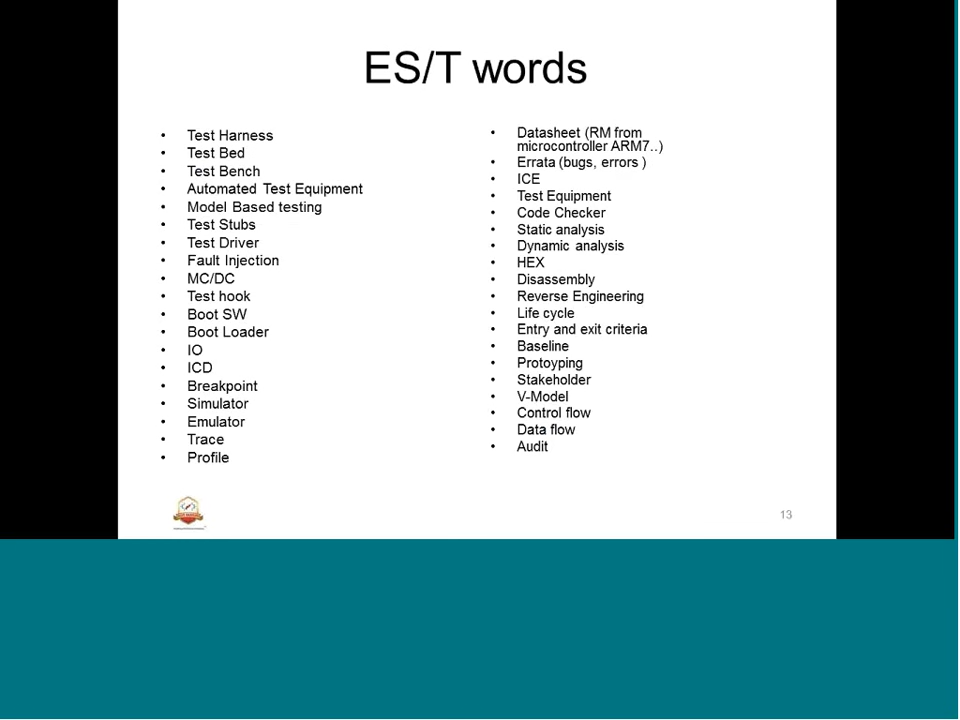 ES/T words
• Test Harness
• Test Bed
• Test Bench
• Automated Test Equipment
• Model Based testing
• Test Stubs
• Test Driver
• Fault Injection
• MC/DC
• Test hook
• Boot SW
• Boot Loader
• IO
• ICD
• Breakpoint
• Simulator
• Emulator
• Trace
• Profile
• Datasheet (RM from
microcontroller ARM7..)
• Errata (bugs, errors )
• ICE
• Test Equipment
• Code Checker
• Static analysis
• Dynamic analysis
• HEX
• Disassembly
• Reverse Engineering
• Life cycle
• Entry and exit criteria
• Baseline
• Protoyping
• Stakeholder
• V-Model
• Control flow
• Data flow
• Audit
13